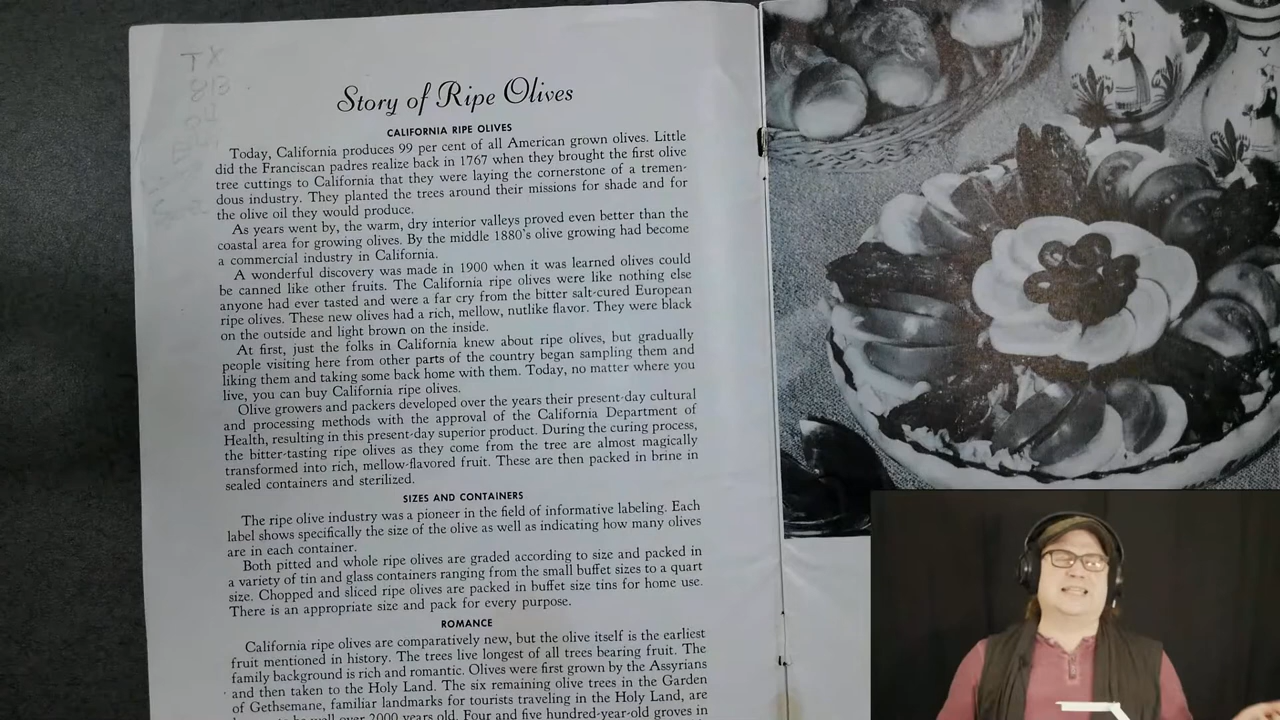 TX
813
Story of Ripe Olives
CALIFORNIA RIPE OLIVES
Today, California produces 99 per cent of all American grown olives. Little
did the Franciscan padres realize back in 1767 when they brought the first olive
tree cuttings to California that they were laying the cornerstone of a tremen-
dous industry. They planted the trees around their missions for shade and for
the olive oil they would produce.
As years went by, the warm, dry interior valleys proved even better than the
coastal area for growing olives. By the middle 1880's olive growing had become
a commercial industry in California.
A wonderful discovery was made in 1900 when it was learned olives could
be canned like other fruits. The California ripe olives were like nothing else
anyone had ever tasted and were a far cry from the bitter salt-cured European
ripe olives. These new olives had a rich, mellow, nutlike flavor. They were black
on the outside and light brown on the inside.
At first, just the folks in California knew about ripe olives, but gradually
people visiting here from other parts of the country began sampling them and
liking them and taking some back home with them. Today, no matter where you
live, you can buy California ripe olives.
Olive growers and packers developed over the years their present-day cultural
and processing methods with the approval of the California Department of
Health, resulting in this present-day superior product. During the curing process,
the bitter-tasting ripe olives as they come from the tree are almost magically
transformed into rich, mellow-flavored fruit. These are then packed in brine in
sealed containers and sterilized.
SIZES AND CONTAINERS
The ripe olive industry was a pioneer in the field of informative labeling. Each
label shows specifically the size of the olive as well as indicating how many olives
are in each container.
Both pitted and whole ripe olives are graded according to size and packed in
a variety of tin and glass containers ranging from the small buffet sizes to a quart
size. Chopped and sliced ripe olives are packed in buffet size tins for home use.
There is an appropriate size and pack for every purpose.
ROMANCE
California ripe olives are comparatively new, but the olive itself is the earliest
fruit mentioned in history. The trees live longest of all trees bearing fruit. The
family background is rich and romantic. Olives were first grown by the Assyrians
and then taken to the Holy Land. The six remaining olive trees in the Garden
of Gethsemane, familiar landmarks for tourists traveling in the Holy Land, are
to be well over 2000 years old. Four and five hundred-year-old groves in